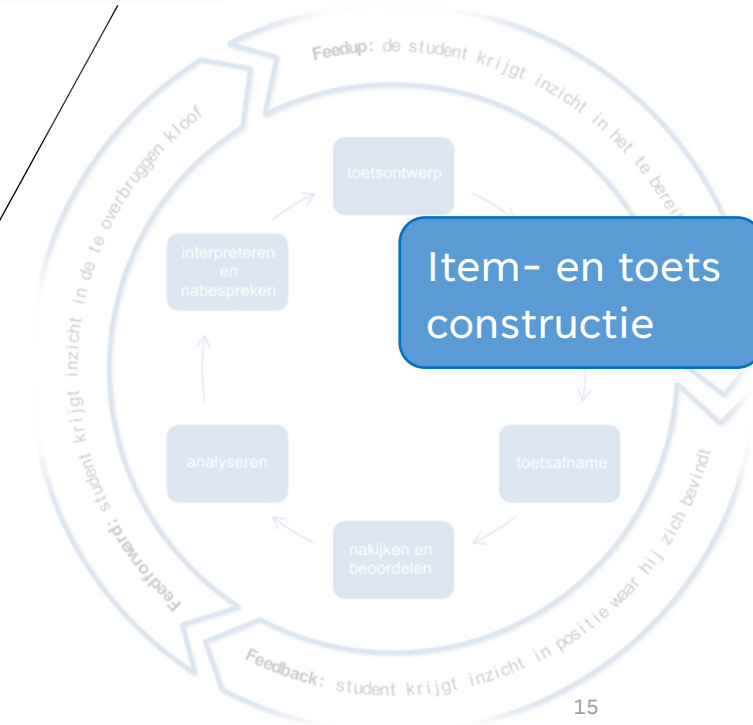 Feedup: de student krijgt inzicht in het te
toetsontwerp
Item- en toets
constructie
toetsafname
nakijken en
beoordelen
analyseren
interpreteren
en
nabespreken
Feedback: student krijgt inzicht in positie waar hij zich bevindt
Feedforward: student krijgt inzicht in de te overbruggen kloof
15